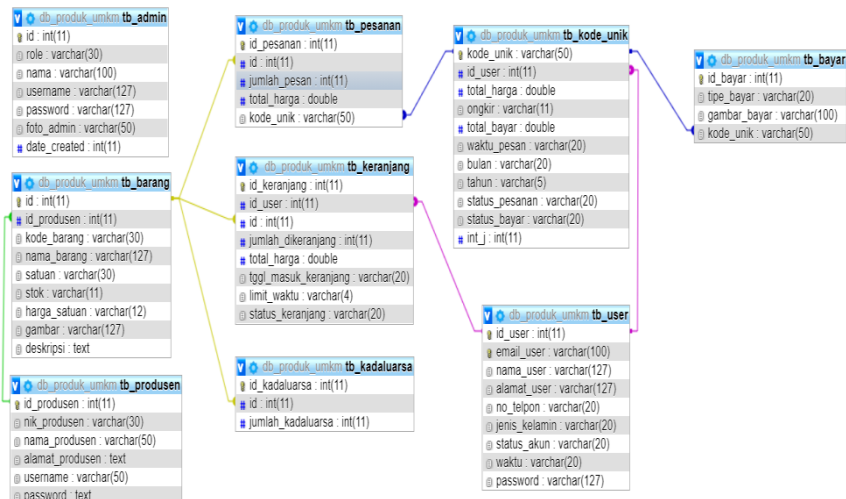 db_produk_umkm tb_admin
id : int(11)
role : varchar(30)
nama : varchar(100)
username : varchar(127)
password : varchar(127)
foto_admin : varchar(50)
date_created : int(11)
db_produk_umkm tb_barang
id : int(11)
id_produsen : int(11)
kode_barang : varchar(30)
nama_barang : varchar(127)
satuan : varchar(30)
stok : varchar(11)
harga_satuan : varchar(12)
gambar : varchar(127)
deskripsi : text
db_produk_umkm tb_produsen
id_produsen : int(11)
nik_produsen : varchar(30)
nama_produsen : varchar(50)
alamat_produsen : text
username : varchar(50)
password : text
db_produk_umkm tb_pesanan
id_pesanan : int(11)
id : int(11)
jumlah_pesan : int(11)
total_harga : double
kode_unik : varchar(50)
db_produk_umkm tb_keranjang
id_keranjang : int(11)
id_user : int(11)
id : int(11)
jumlah_dikeranjang : int(11)
total_harga : double
tggl_masuk_keranjang : varchar(20)
limit_waktu : varchar(4)
status_keranjang : varchar(20)
db_produk_umkm tb_kadaluarsa
id_kadaluarsa : int(11)
id : int(11)
jumlah_kadaluarsa : int(11)
db_produk_umkm tb_kode_unik
kode_unik : varchar(50)
id_user : int(11)
total_harga : double
ongkir : varchar(11)
total_bayar : double
waktu_pesan : varchar(20)
bulan : varchar(20)
tahun : varchar(5)
status_pesanan : varchar(20)
status_bayar : varchar(20)
int_j : int(11)
db_produk_umkm tb_user
id_user : int(11)
email_user : varchar(100)
nama_user : varchar(127)
alamat_user : varchar(127)
no_telpon : varchar(20)
jenis_kelamin : varchar(20)
status_akun : varchar(20)
waktu : varchar(20)
password : varchar(127)
db_produk_umkm tb_bayar
id_bayar : int(11)
tipe_bayar : varchar(20)
gambar_bayar : varchar(100)
kode_unik : varchar(50)